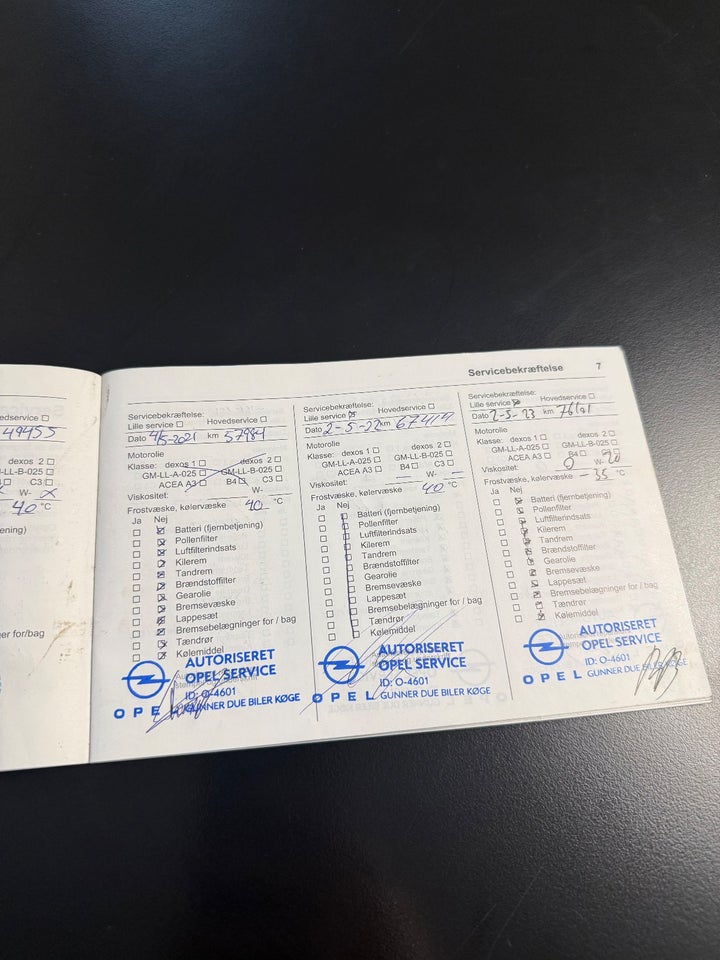 Servicebekræftelse 7
edservice
49455
dexos 2
-LL-B-025
C3
W- x
40 °C
ening)
er for/bag
Servicebekræftelse:
Lille service Hovedservice
Dato 4/5-2021 km 57984
Motorolie
Klasse: dexos 1 dexos 2
GM-LL-A-025 GM-LL-B-025
ACEA A3 B4 C3
Viskositet: W-
Frostvæske, kølervæske 40 °C
Ja Nej
Batteri (fjernbetjening)
Pollenfilter
Luftfilterindsats
Kilerem
Tandrem
Brændstoffilter
Gearolie
Bremsevæske
Lappesæt
Bremsebelægninger for / bag
Tændrør
Kølemiddel
AUTORISERET
OPEL SERVICE
ID: O-4601
OPEL GUNNER DUE BILER KØGE
Servicebekræftelse:
Lille service Hovedservice
Dato 2-5-22 km 67417
Motorolie
Klasse: dexos 1 dexos 2
GM-LL-A-025 GM-LL-B-025
ACEA A3 B4 C3
Viskositet: — W- —
Frostvæske, kølervæske 40 °C
Ja Nej
Batteri (fjernbetjening)
Pollenfilter
Luftfilterindsats
Kilerem
Tandrem
Brændstoffilter
Gearolie
Bremsevæske
Lappesæt
Bremsebelægninger for / bag
Tændrør
Kølemiddel
AUTORISERET
OPEL SERVICE
ID: O-4601
OPEL GUNNER DUE BILER KØGE
Servicebekræftelse:
Lille service Hovedservice
Dato 2-5-23 km
Motorolie
Klasse: dexos 1 dexos 2
GM-LL-A-025 GM-LL-B-025
ACEA A3 B4 C3
Viskositet: 0 W- 20
Frostvæske, kølervæske -35 °C
Ja Nej
Batteri (fjernbetjening)
Pollenfilter
Luftfilterindsats
Kilerem
Tandrem
Brændstoffilter
Gearolie
Bremsevæske
Lappesæt
Bremsebelægninger for / bag
Tændrør
Kølemiddel
AUTORISERET
OPEL SERVICE
ID: O-4601
OPEL GUNNER DUE BILER KØGE